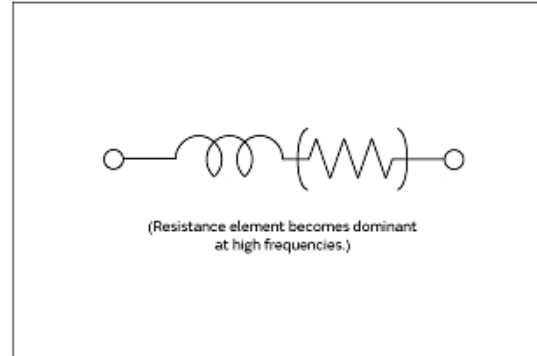 (Resistance element becomes dominant
at high frequencies.)